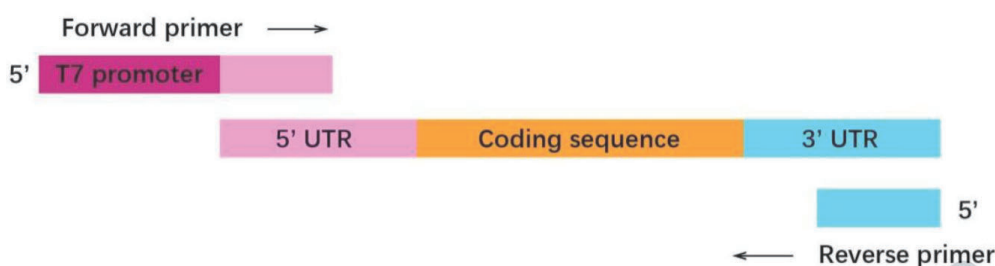 Forward primer
5’ T7 promoter
5’ UTR Coding sequence 3’ UTR
5’
Reverse primer